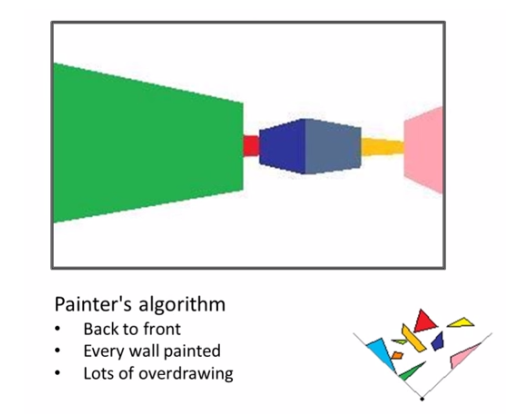 Painter's algorithm
• Back to front
• Every wall painted
• Lots of overdrawing